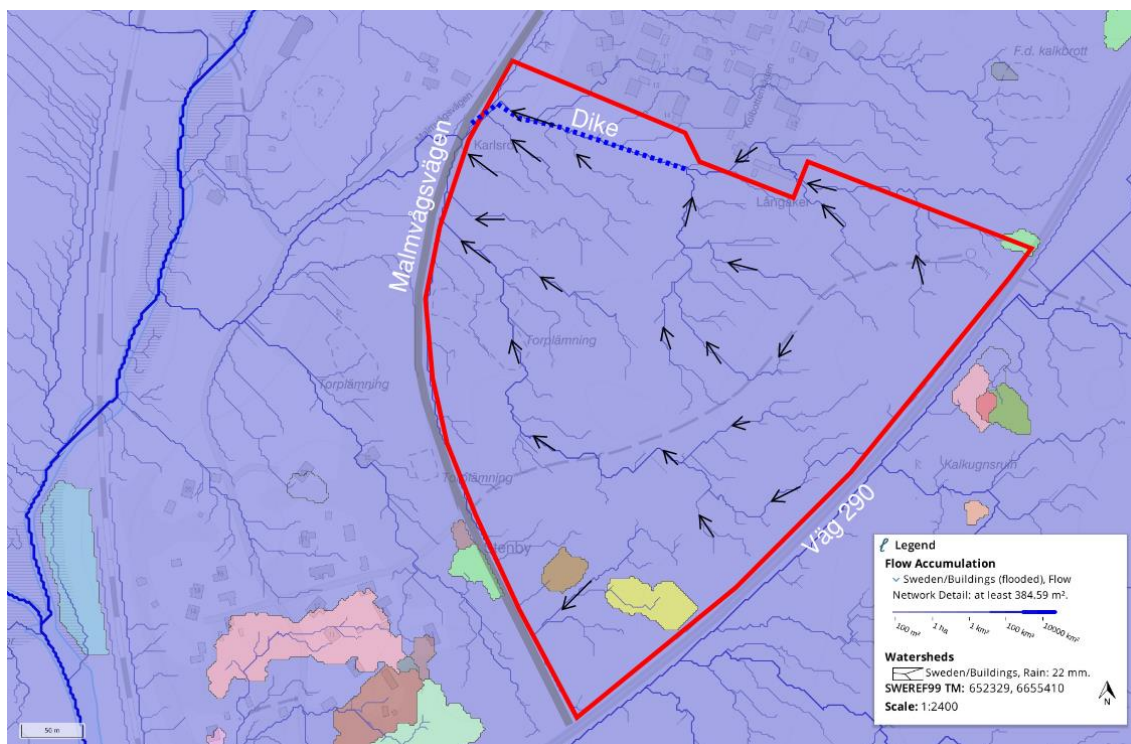 F.d. kalkbrott
Dike
Karlsro
Långåker
Malmvägsvägen
Torplämning
Torplämning
Torplämning
Kalkugnsruin
Väg 290
Legend
Flow Accumulation
Sweden/Buildings (flooded), Flow
Network Detail: at least 384.59 m².
100 m² 1 ha 1 km² 100 km² 10000 km²
Watersheds
Sweden/Buildings, Rain: 22 mm.
SWEREF99 TM: 652329, 6655410
Scale: 1:2400
N
50 m